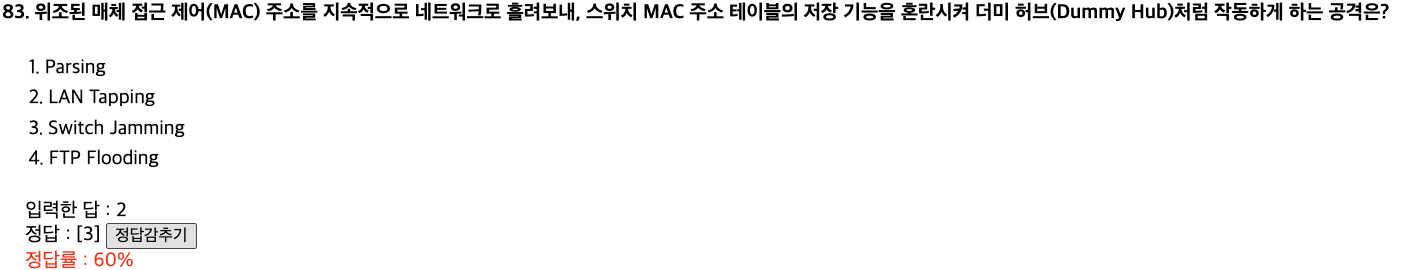 83. 위조된 매체 접근 제어(MAC) 주소를 지속적으로 네트워크로 흘려보내, 스위치 MAC 주소 테이블의 저장 기능을 혼란시켜 더미 허브(Dummy Hub)처럼 작동하게 하는 공격은?
1. Parsing
2. LAN Tapping
3. Switch Jamming
4. FTP Flooding
입력한 답 : 2
정답 : [3] 정답감추기
정답률 : 60%